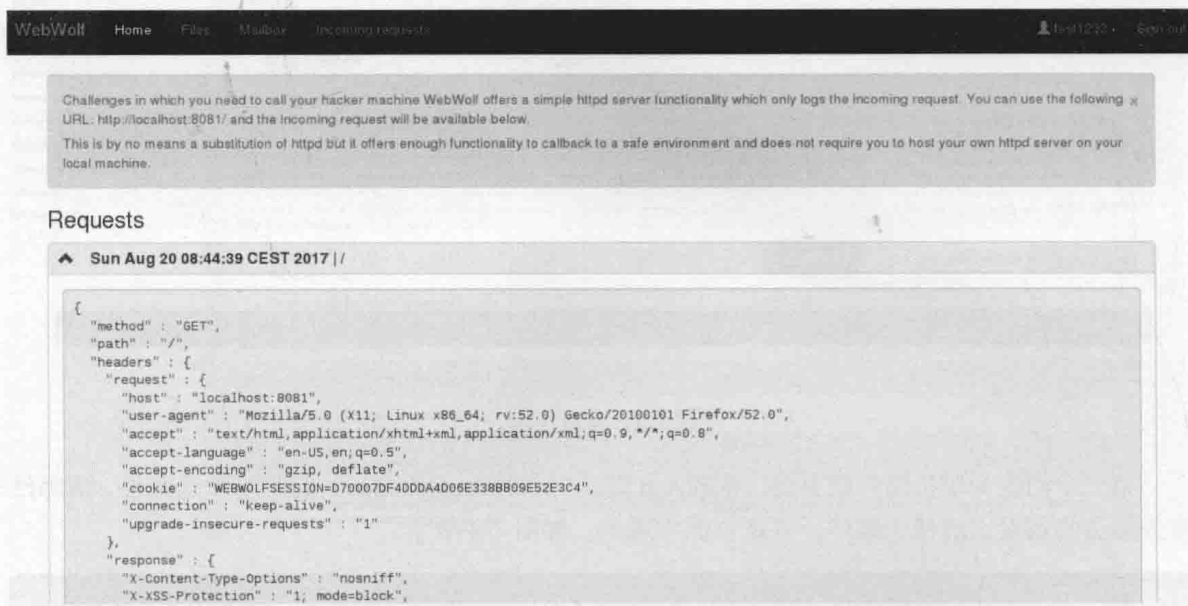 WebWolf Home Files Mailbox Incoming requests Sign out
Challenges in which you need to call your hacker machine WebWolf offers a simple httpd server functionality which only logs the incoming request. You can use the following ×
URL: http://localhost:8081/ and the incoming request will be available below.
This is by no means a substitution of httpd but it offers enough functionality to callback to a safe environment and does not require you to host your own httpd server on your
local machine.
Requests
Sun Aug 20 08:44:39 CEST 2017 | /
{
"method" : "GET",
"path" : "/",
"headers" : {
"request" : {
"host" : "localhost:8081",
"user-agent" : "Mozilla/5.0 (X11; Linux x86_64; rv:52.0) Gecko/20100101 Firefox/52.0",
"accept" : "text/html,application/xhtml+xml,application/xml;q=0.9,*/*;q=0.8",
"accept-language" : "en-US,en;q=0.5",
"accept-encoding" : "gzip, deflate",
"cookie" : "WEBWOLFSESSION=D70007DF4DDDA4D06E338BB09E52E3C4",
"connection" : "keep-alive",
"upgrade-insecure-requests" : "1"
},
"response" : {
"X-Content-Type-Options" : "nosniff",
"X-XSS-Protection" : "1; mode=block",